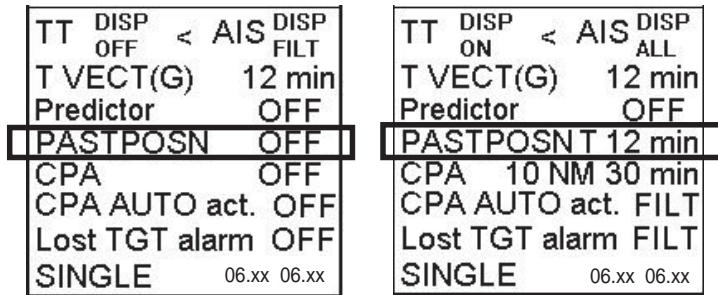 TT DISP OFF < AIS DISP FILT
T VECT(G) 12 min
Predictor OFF
PASTPOSN OFF
CPA OFF
CPA AUTO act. OFF
Lost TGT alarm OFF
SINGLE 06.xx 06.xx
TT DISP ON < AIS DISP ALL
T VECT(G) 12 min
Predictor OFF
PASTPOSN T 12 min
CPA 10 NM 30 min
CPA AUTO act. FILT
Lost TGT alarm FILT
SINGLE 06.xx 06.xx